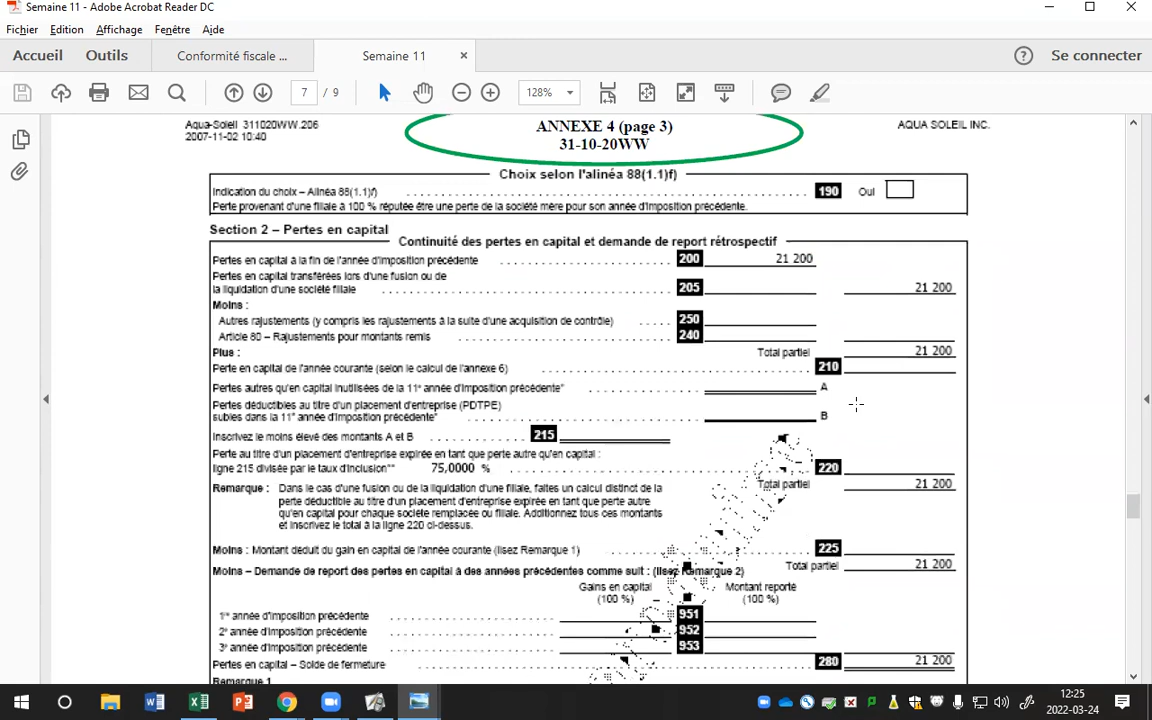 Semaine 11 - Adobe Acrobat Reader DC
Fichier Edition Affichage Fenêtre Aide
Accueil Outils Conformité fiscale ... Semaine 11 × ? Se connecter
7 / 9 128%
Aqua-Soleil 311020WW.206 ANNEXE 4 (page 3) AQUA SOLEIL INC.
2007-11-02 10:40 31-10-20WW
Choix selon l'alinéa 88(1.1)f)
Indication du choix – Alinéa 88(1.1)f) 190 Oui
Perte provenant d'une filiale à 100 % réputée être une perte de la société mère pour son année d'imposition précédente.
Section 2 – Pertes en capital
Continuité des pertes en capital et demande de report rétrospectif
Pertes en capital à la fin de l'année d'imposition précédente 200 21 200
Pertes en capital transférées lors d'une fusion ou de
la liquidation d'une société filiale 205 21 200
Moins :
Autres rajustements (y compris les rajustements à la suite d'une acquisition de contrôle) 250
Article 80 – Rajustements pour montants remis 240
Plus : Total partiel 21 200
Perte en capital de l'année courante (selon le calcul de l'annexe 6) 210
Pertes autres qu'en capital inutilisées de la 11e année d'imposition précédente* A
Pertes déductibles au titre d'un placement d'entreprise (PDTPE)
subies dans la 11e année d'imposition précédente* B
Inscrivez le moins élevé des montants A et B 215
Perte au titre d'un placement d'entreprise expirée en tant que perte autre qu'en capital :
ligne 215 divisée par le taux d'inclusion** 75,0000 % 220
Total partiel 21 200
Remarque : Dans le cas d'une fusion ou de la liquidation d'une filiale, faites un calcul distinct de la
perte déductible au titre d'un placement d'entreprise expirée en tant que perte autre
qu'en capital pour chaque société remplacée ou filiale. Additionnez tous ces montants
et inscrivez le total à la ligne 220 ci-dessus.
Moins : Montant déduit du gain en capital de l'année courante (lisez Remarque 1) 225
Total partiel 21 200
Moins – Demande de report des pertes en capital à des années précédentes comme suit : (lisez Remarque 2)
Gains en capital Montant reporté
(100 %) (100 %)
1re année d'imposition précédente 951
2e année d'imposition précédente 952
3e année d'imposition précédente 953
Pertes en capital – Solde de fermeture 280 21 200
Remarque 1
12:25
2022-03-24